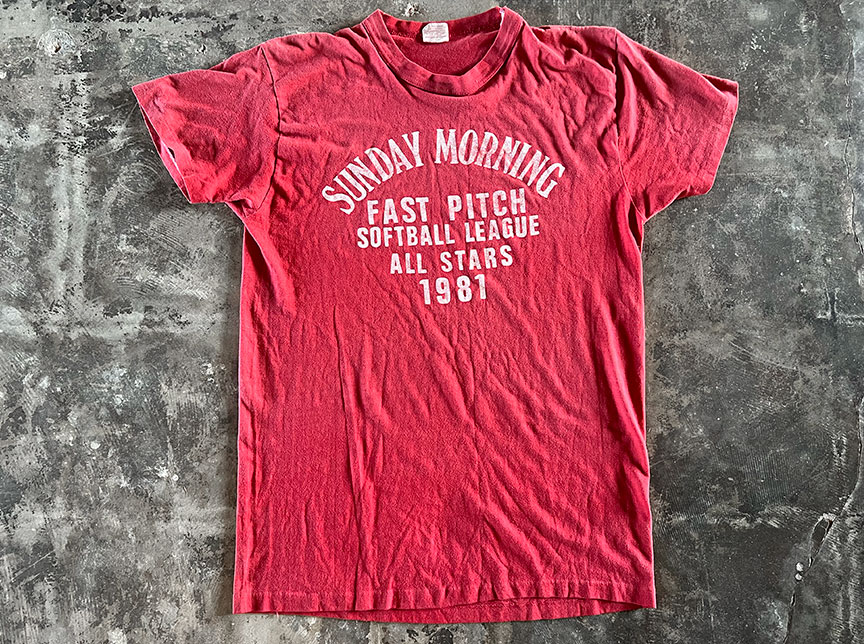 SUNDAY MORNING
FAST PITCH
SOFTBALL LEAGUE
ALL STARS
1981